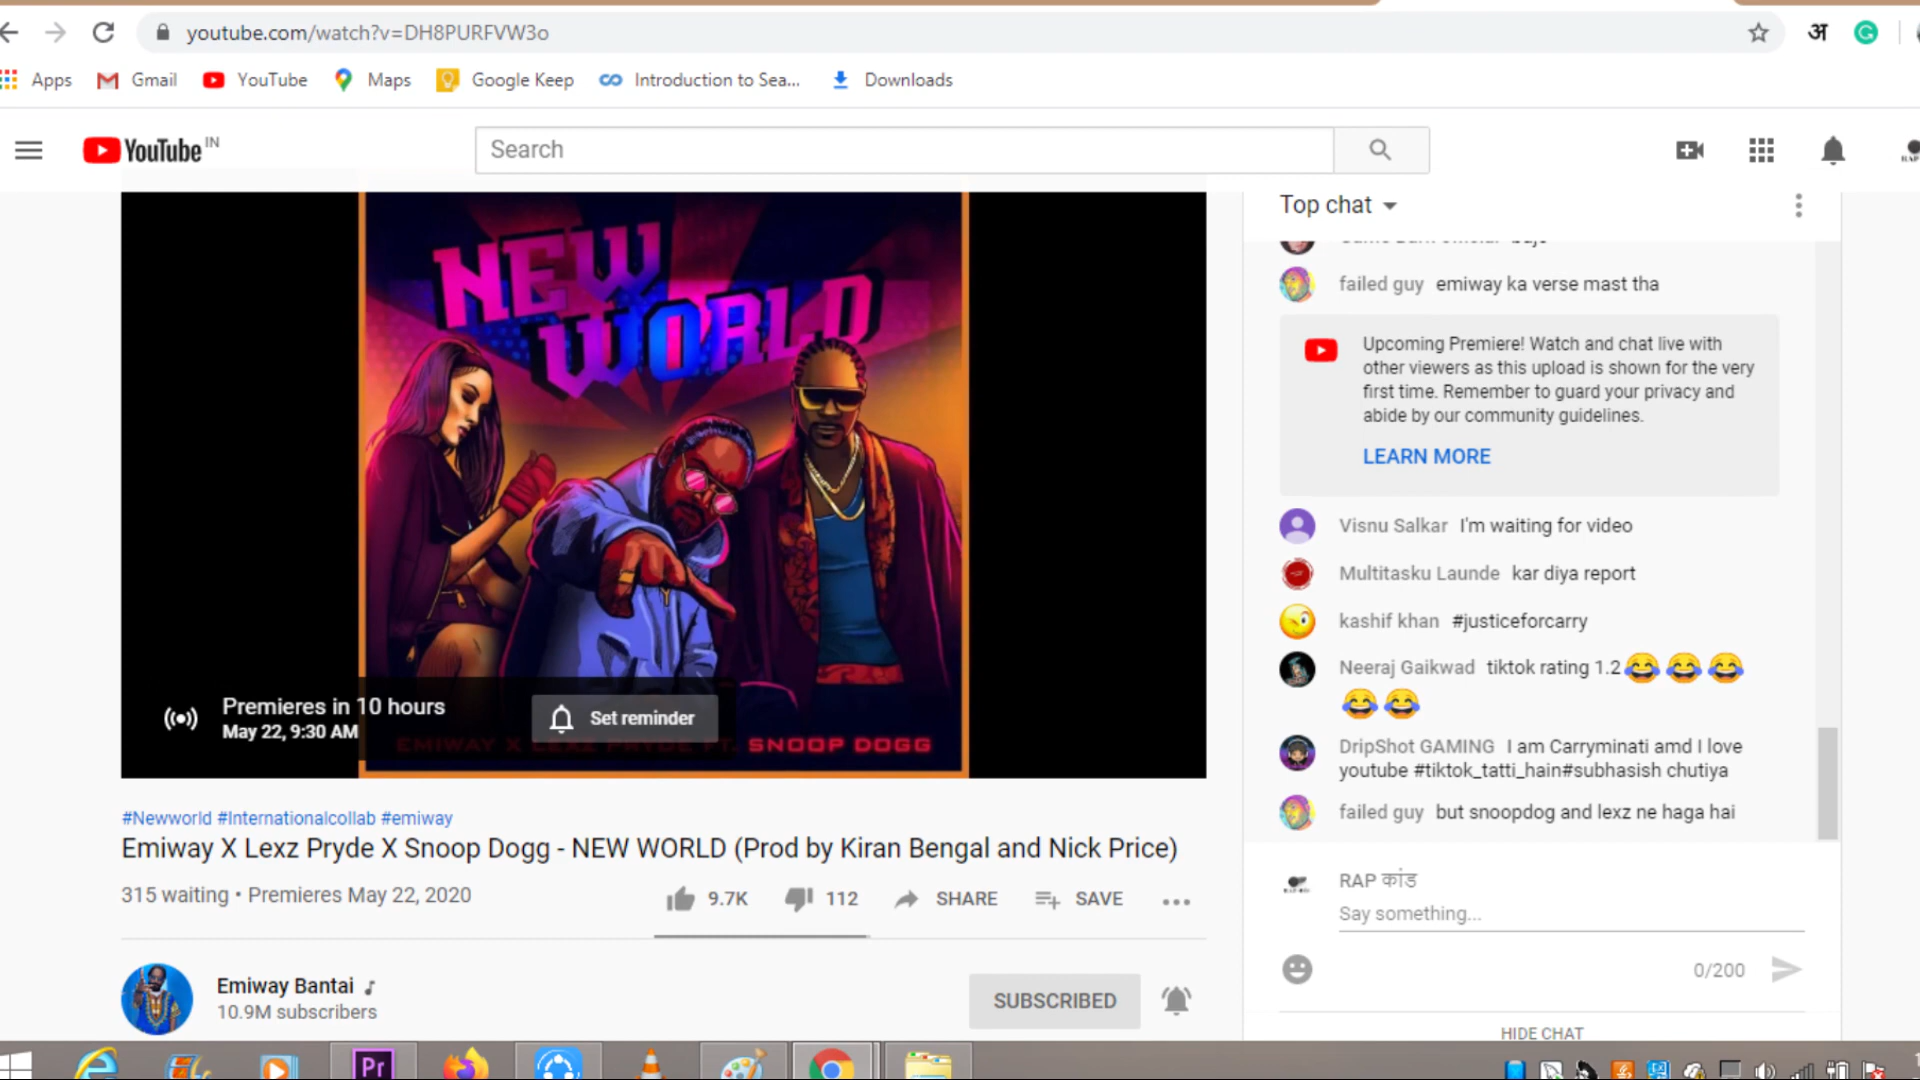 youtube.com/watch?v=DH8PURFVW3o
अ
Apps Gmail YouTube Maps Google Keep Introduction to Sea... Downloads
YouTube IN
Search
NEW
WORLD
Premieres in 10 hours
May 22, 9:30 AM
Set reminder
EMIWAY X LEXZ PRYDE FT. SNOOP DOGG
#Newworld #Internationalcollab #emiway
Emiway X Lexz Pryde X Snoop Dogg - NEW WORLD (Prod by Kiran Bengal and Nick Price)
315 waiting • Premieres May 22, 2020
9.7K 112 SHARE SAVE
Emiway Bantai
10.9M subscribers
SUBSCRIBED
Top chat
failed guy emiway ka verse mast tha
Upcoming Premiere! Watch and chat live with
other viewers as this upload is shown for the very
first time. Remember to guard your privacy and
abide by our community guidelines.
LEARN MORE
Visnu Salkar I'm waiting for video
Multitasku Launde kar diya report
kashif khan #justiceforcarry
Neeraj Gaikwad tiktok rating 1.2😂😂😂
😂😂
DripShot GAMING I am Carryminati amd I love
youtube #tiktok_tatti_hain#subhasish chutiya
failed guy but snoopdog and lexz ne haga hai
RAP कांड
Say something...
0/200
HIDE CHAT
Pr